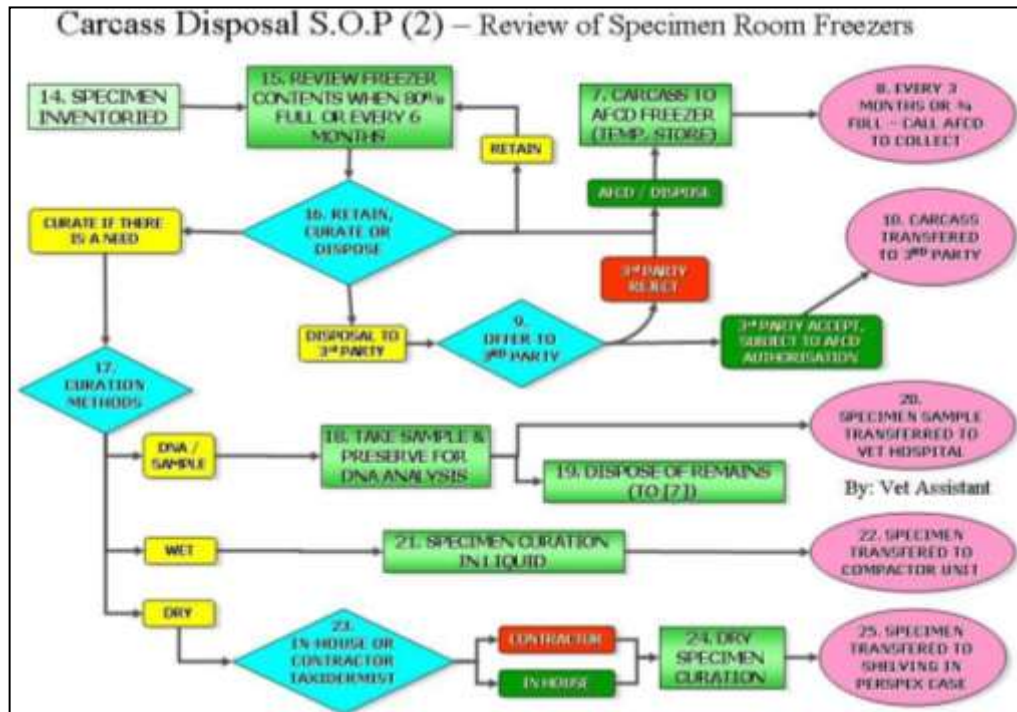 Carcass Disposal S.O.P (2) – Review of Specimen Room Freezers
14. SPECIMEN
INVENTORIED
15. REVIEW FREEZER
CONTENTS WHEN 80%
FULL OR EVERY 6
MONTHS
7. CARCASS TO
AFCD FREEZER
(TEMP. STORE)
8. EVERY 3
MONTHS OR ¾
FULL – CALL AFCD
TO COLLECT
RETAIN
AFCD / DISPOSE
CURATE IF THERE
IS A NEED
16. RETAIN,
CURATE OR
DISPOSE
10. CARCASS
TRANSFERED
TO 3RD PARTY
3rd PARTY
REJECT
DISPOSAL TO
3rd PARTY
9.
OFFER TO
3RD PARTY
3rd PARTY ACCEPT,
SUBJECT TO AFCD
AUTHORISATION
17.
CURATION
METHODS
DNA /
SAMPLE
18. TAKE SAMPLE &
PRESERVE FOR
DNA ANALYSIS
20.
SPECIMEN SAMPLE
TRANSFERRED TO
VET HOSPITAL
19. DISPOSE OF REMAINS
(TO [7])
By: Vet Assistant
WET
21. SPECIMEN CURATION
IN LIQUID
22. SPECIMEN
TRANSFERED TO
COMPACTOR UNIT
DRY
23.
IN-HOUSE OR
CONTRACTOR
TAXIDERMIST
CONTRACTOR
IN HOUSE
24. DRY
SPECIMEN
CURATION
25. SPECIMEN
TRANSFERED TO
SHELVING IN
PERSPEX CASE